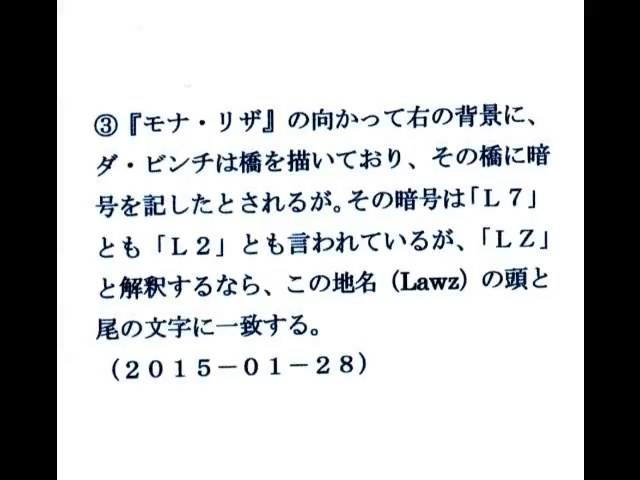 ③『モナ・リザ』の向かって右の背景に、
ダ・ビンチは橋を描いており、その橋に暗
号を記したとされるが。その暗号は「Ｌ７」
とも「Ｌ２」とも言われているが、「ＬＺ」
と解釈するなら、この地名（Lawz）の頭と
尾の文字に一致する。
（２０１５－０１－２８）